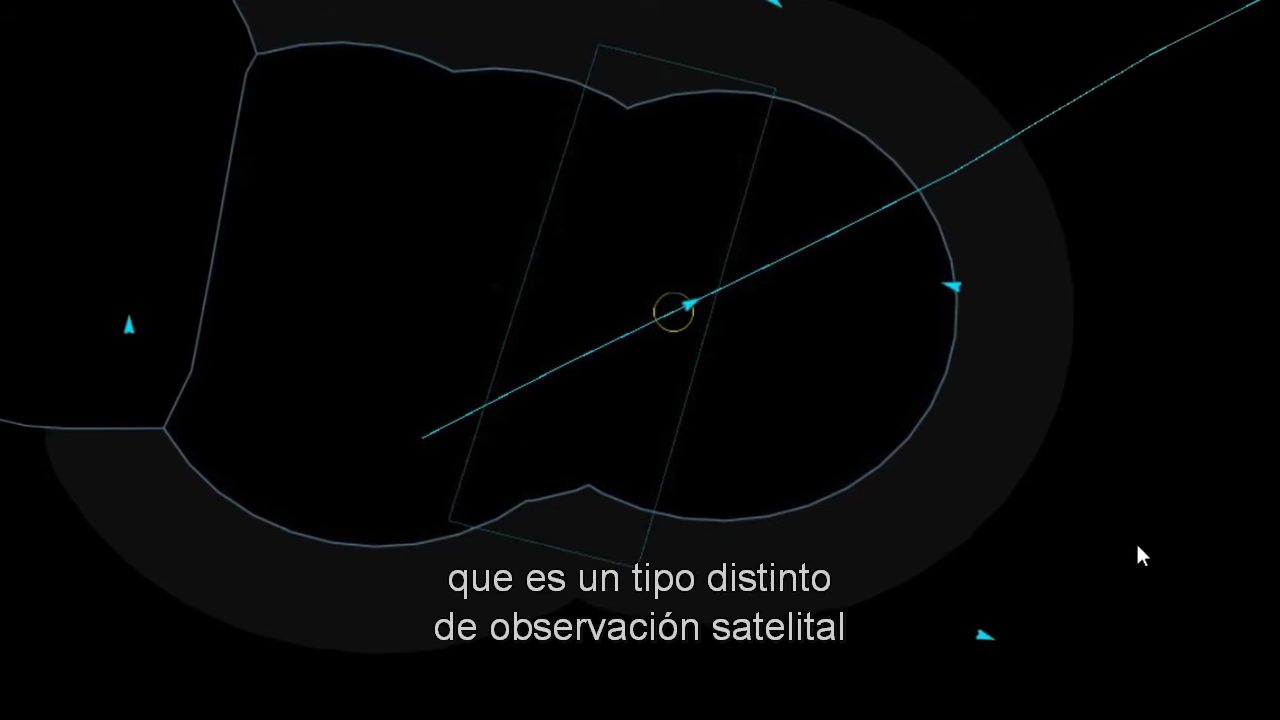 que es un tipo distinto
de observación satelital